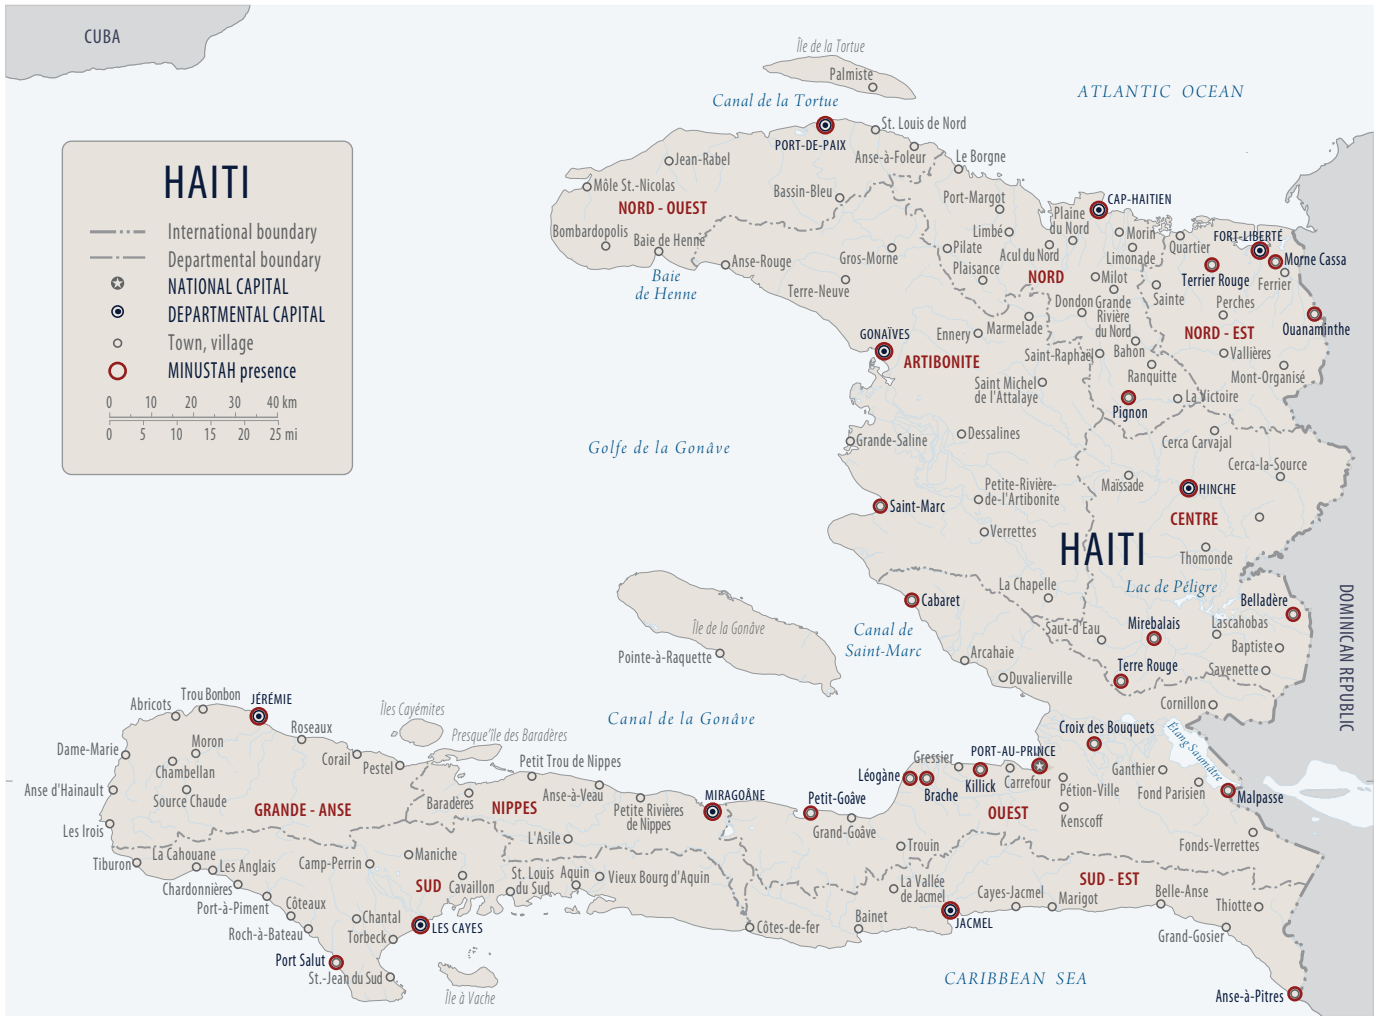 CUBA
Île de la Tortue
Palmiste
Canal de la Tortue
ATLANTIC OCEAN
St. Louis de Nord
PORT-DE-PAIX
Anse-à-Foleur
Le Borgne
Jean-Rabel
Môle St.-Nicolas
Bassin-Bleu
Port-Margot
CAP-HAITIEN
NORD - OUEST
Plaine
du Nord
Bombardopolis
Baie de Henne
Limbé
Morin
Quartier
FORT-LIBERTÉ
Pilate
Acul du Nord
Limonade
Morne Cassa
Anse-Rouge
Gros-Morne
Plaisance
NORD
Milot
Terrier Rouge
Ferrier
Baie
de Henne
Terre-Neuve
Dondon
Grande
Rivière
du Nord
Sainte
Perches
Ouanaminthe
GONAÏVES
Ennery
Marmelade
NORD - EST
ARTIBONITE
Saint-Raphaël
Bahon
Vallières
Ranquitte
Mont-Organisé
Saint Michel
de l'Attalaye
La Victoire
Pignon
HAITI
International boundary
Departmental boundary
NATIONAL CAPITAL
DEPARTMENTAL CAPITAL
Town, village
MINUSTAH presence
0 10 20 30 40 km
0 5 10 15 20 25 mi
Golfe de la Gonâve
Grande-Saline
Dessalines
Cerca Carvajal
Cerca-la-Source
Petite-Rivière-
de-l'Artibonite
Maïssade
HINCHE
Saint-Marc
CENTRE
Verrettes
HAITI
Thomonde
La Chapelle
Lac de Péligre
Cabaret
Belladère
Île de la Gonâve
Canal de
Saint-Marc
Saut-d'Eau
Mirebalais
Lascahobas
Pointe-à-Raquette
Arcahaie
Baptiste
Terre Rouge
Savenette
Duvalierville
DOMINICAN REPUBLIC
Cornillon
Trou Bonbon
JÉRÉMIE
Abricots
Îles Cayémites
Canal de la Gonâve
Roseaux
Presque'île des Baradères
Croix des Bouquets
Étang Saumâtre
Dame-Marie
Moron
Corail
Pestel
Petit Trou de Nippes
Gressier
PORT-AU-PRINCE
Chambellan
Léogàne
Brache
Killick
Carrefour
Ganthier
Anse d'Hainault
Source Chaude
Baradères
Anse-à-Veau
MIRAGOÂNE
Petit-Goâve
Pétion-Ville
Fond Parisien
Malpasse
GRANDE - ANSE
NIPPES
Petite Rivières
de Nippes
OUEST
Kenscoff
Les Irois
Grand-Goâve
L'Asile
Trouin
Fonds-Verrettes
Tiburon
La Cahouane
Les Anglais
Camp-Perrin
Maniche
Chardonnières
SUD
Cavaillon
St. Louis
du Sud
Aquin
Vieux Bourg d'Aquin
La Vallée
de Jacmel
Cayes-Jacmel
SUD - EST
Marigot
Belle-Anse
Port-à-Piment
Côteaux
Chantal
Thiotte
Roch-à-Bateau
Torbeck
LES CAYES
Côtes-de-fer
Bainet
JACMEL
Grand-Gosier
Port Salut
St.-Jean du Sud
Île à Vache
CARIBBEAN SEA
Anse-à-Pitres